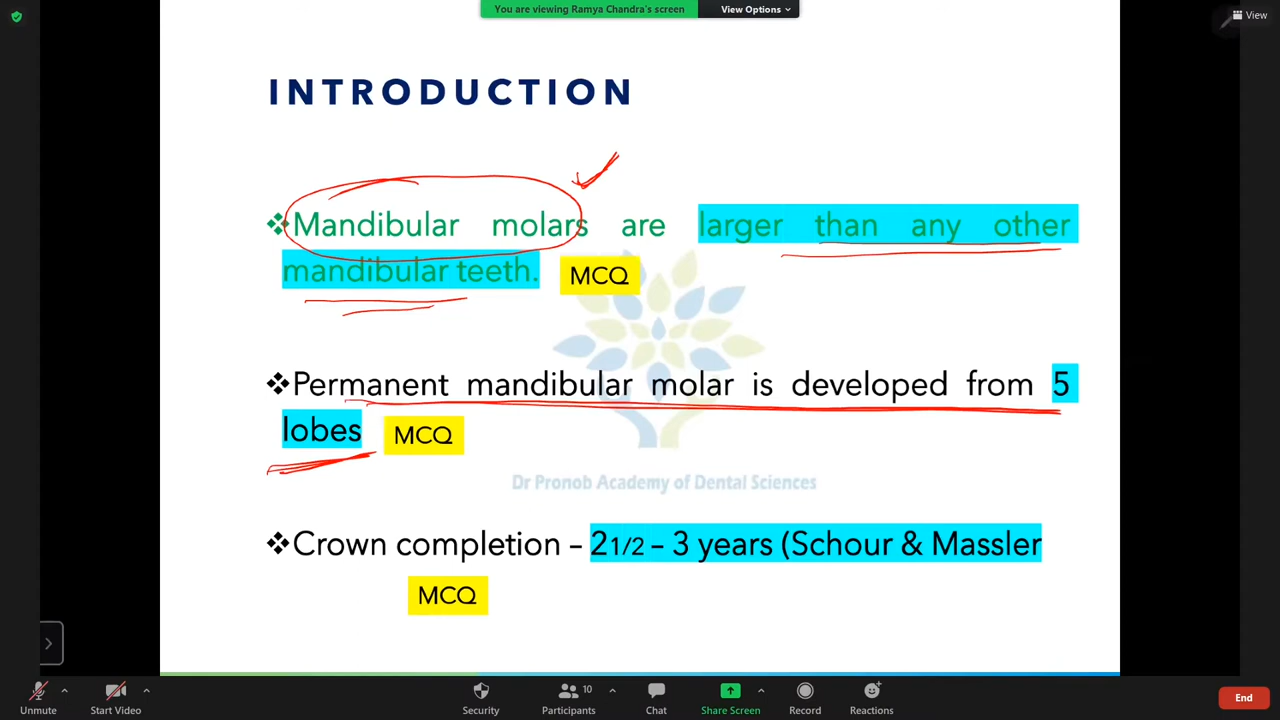 You are viewing Ramya Chandra's screen
View Options
View
INTRODUCTION
❖Mandibular molars are larger than any other
mandibular teeth. MCQ
❖Permanent mandibular molar is developed from 5
lobes MCQ
Dr Pronob Academy of Dental Sciences
❖Crown completion – 2 1/2 – 3 years (Schour & Massler
MCQ
Unmute
Start Video
Security
Participants 10
Chat
Share Screen
Record
Reactions
End